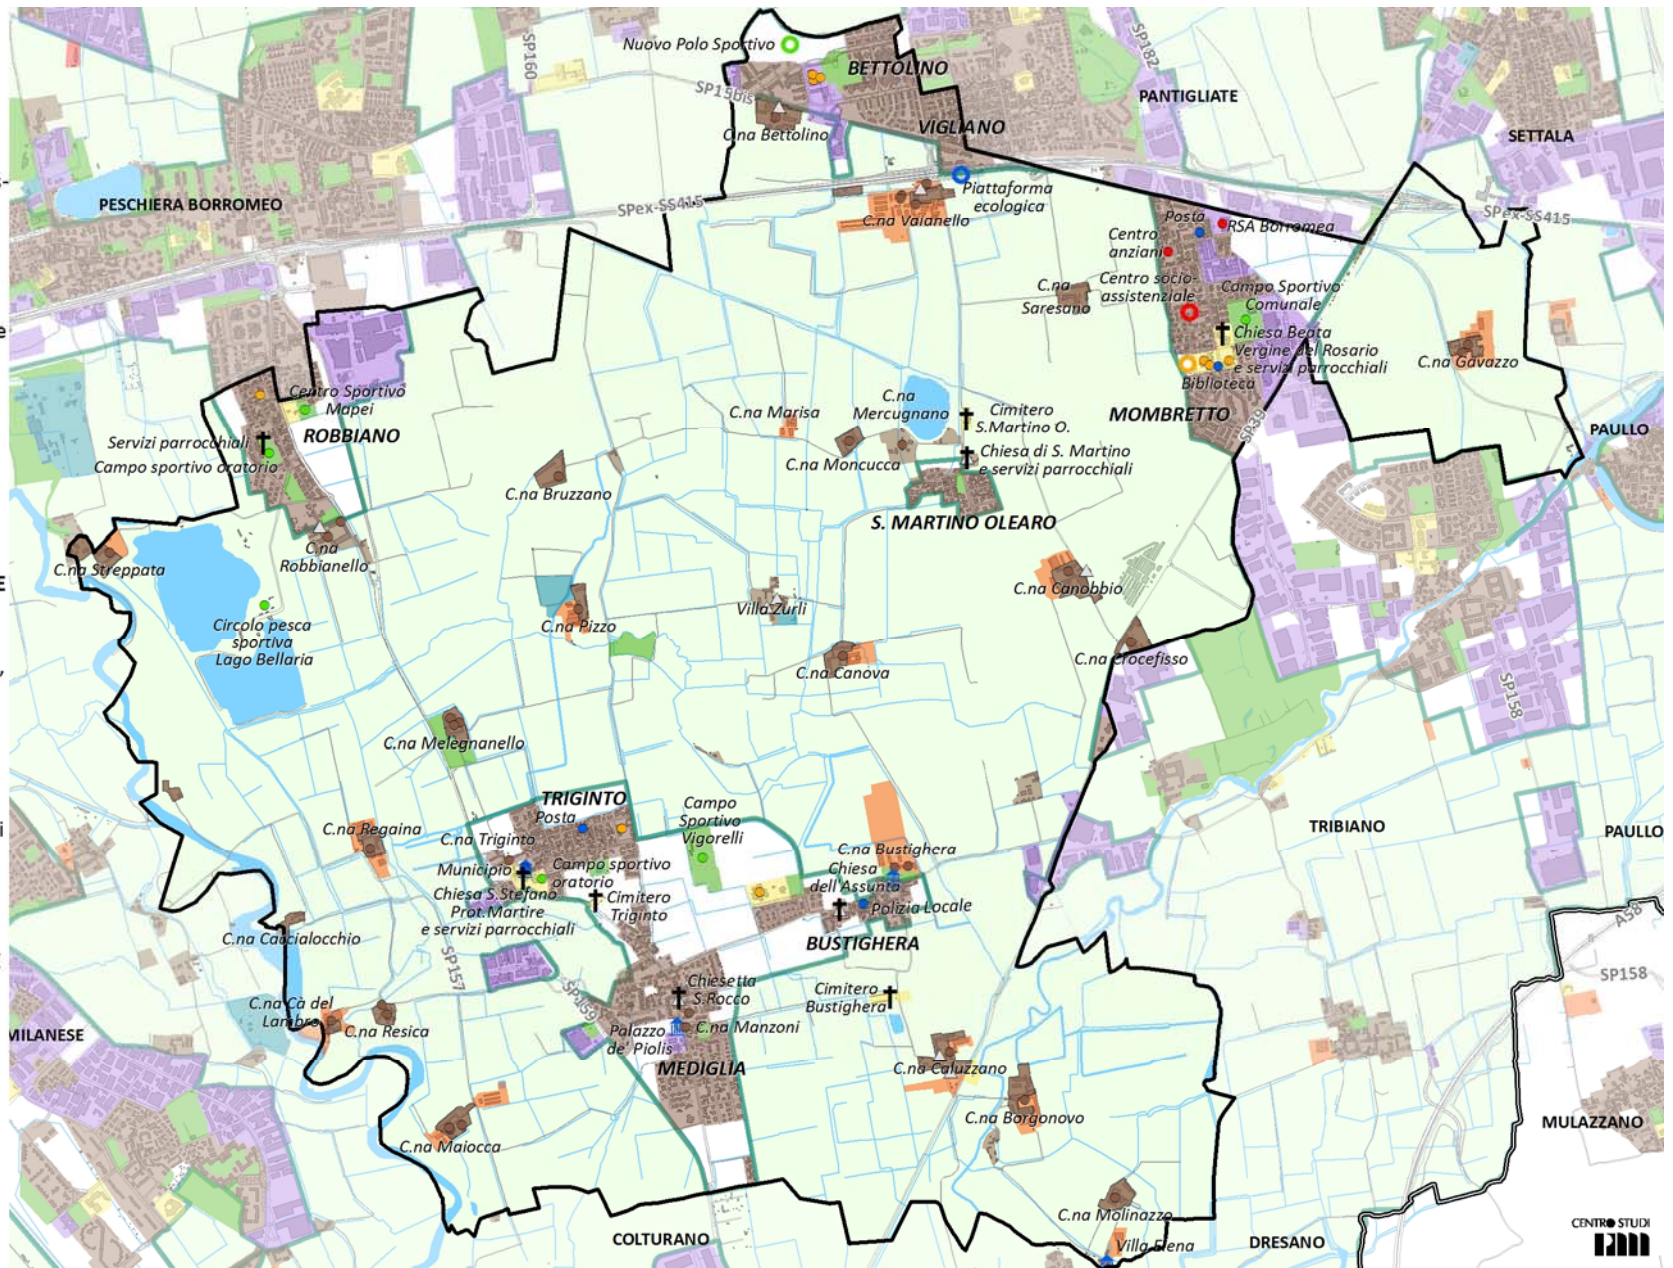 Nuovo Polo Sportivo
SP160
SP182
BETTOLINO
SP15bis
PANTIGLIATE
C.na Bettolino
VIGLIANO
SETTALA
PESCHIERA BORROMEO
SPex-SS415
Piattaforma
ecologica
C.na Vaianello
Posta
RSA Borromea
SPex-SS415
Centro
anziani
C.na
Saresano
Centro socio-
assistenziale
Campo Sportivo
Comunale
Chiesa Beata
Vergine del Rosario
e servizi parrocchiali
Biblioteca
C.na Gavazzo
Centro Sportivo
Mapei
ROBBIANO
Servizi parrocchiali
Campo sportivo oratorio
C.na Marisa
C.na
Mercugnano
Cimitero
S.Martino O.
MOMBRETTO
SP39
PAULLO
C.na Moncucca
Chiesa di S. Martino
e servizi parrocchiali
C.na Bruzzano
S. MARTINO OLEARO
C.na
Robbianello
C.na Streppata
C.na Canobbio
Villa Zurli
C.na Pizzo
Circolo pesca
sportiva
Lago Bellaria
C.na Canova
C.na Crocefisso
SP158
C.na Melegnanello
TRIGINTO
Posta
Campo
Sportivo
Vigorelli
C.na Regaina
C.na Triginto
TRIBIANO
PAULLO
C.na Bustighera
Municipio
Campo sportivo
oratorio
Chiesa
dell'Assunta
Chiesa S.Stefano
Prot.Martire
e servizi parrocchiali
Cimitero
Triginto
Polizia Locale
C.na Caccialocchio
BUSTIGHERA
A58
SP157
SP158
SP159
Chiesetta
S.Rocco
Cimitero
Bustighera
C.na Cà del
Lambro
C.na Resica
Palazzo
de' Piolis
C.na Manzoni
MILANESE
MEDIGLIA
C.na Caluzzano
C.na Borgonovo
MULAZZANO
C.na Maiocca
C.na Molinazzo
COLTURANO
Villa Elena
DRESANO
CENTRO STUDI
PIM